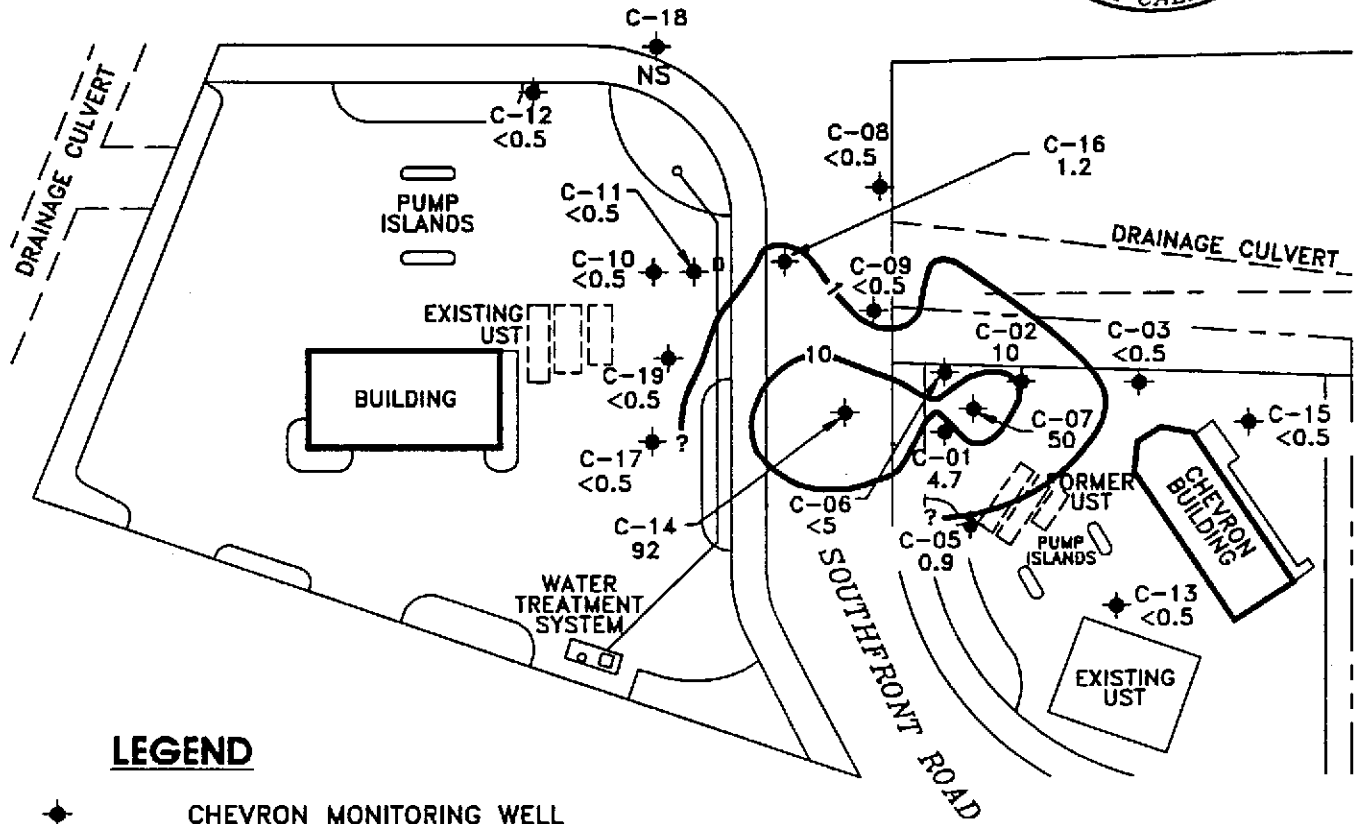 CAL
C-18
NS
DRAINAGE CULVERT
C-12
<0.5
C-08
<0.5
C-16
1.2
PUMP
ISLANDS
C-11
<0.5
DRAINAGE CULVERT
C-10
<0.5
1
C-09
<0.5
EXISTING
UST
C-02
10
C-03
<0.5
10
C-19
<0.5
BUILDING
C-07
50
C-15
<0.5
?
C-17
<0.5
C-01
4.7
FORMER
UST
CHEVRON
BUILDING
C-06
<5
C-14
92
?
C-05
0.9
PUMP
ISLANDS
WATER
TREATMENT
SYSTEM
C-13
<0.5
SOUTHFRONT ROAD
EXISTING
UST
LEGEND
CHEVRON MONITORING WELL